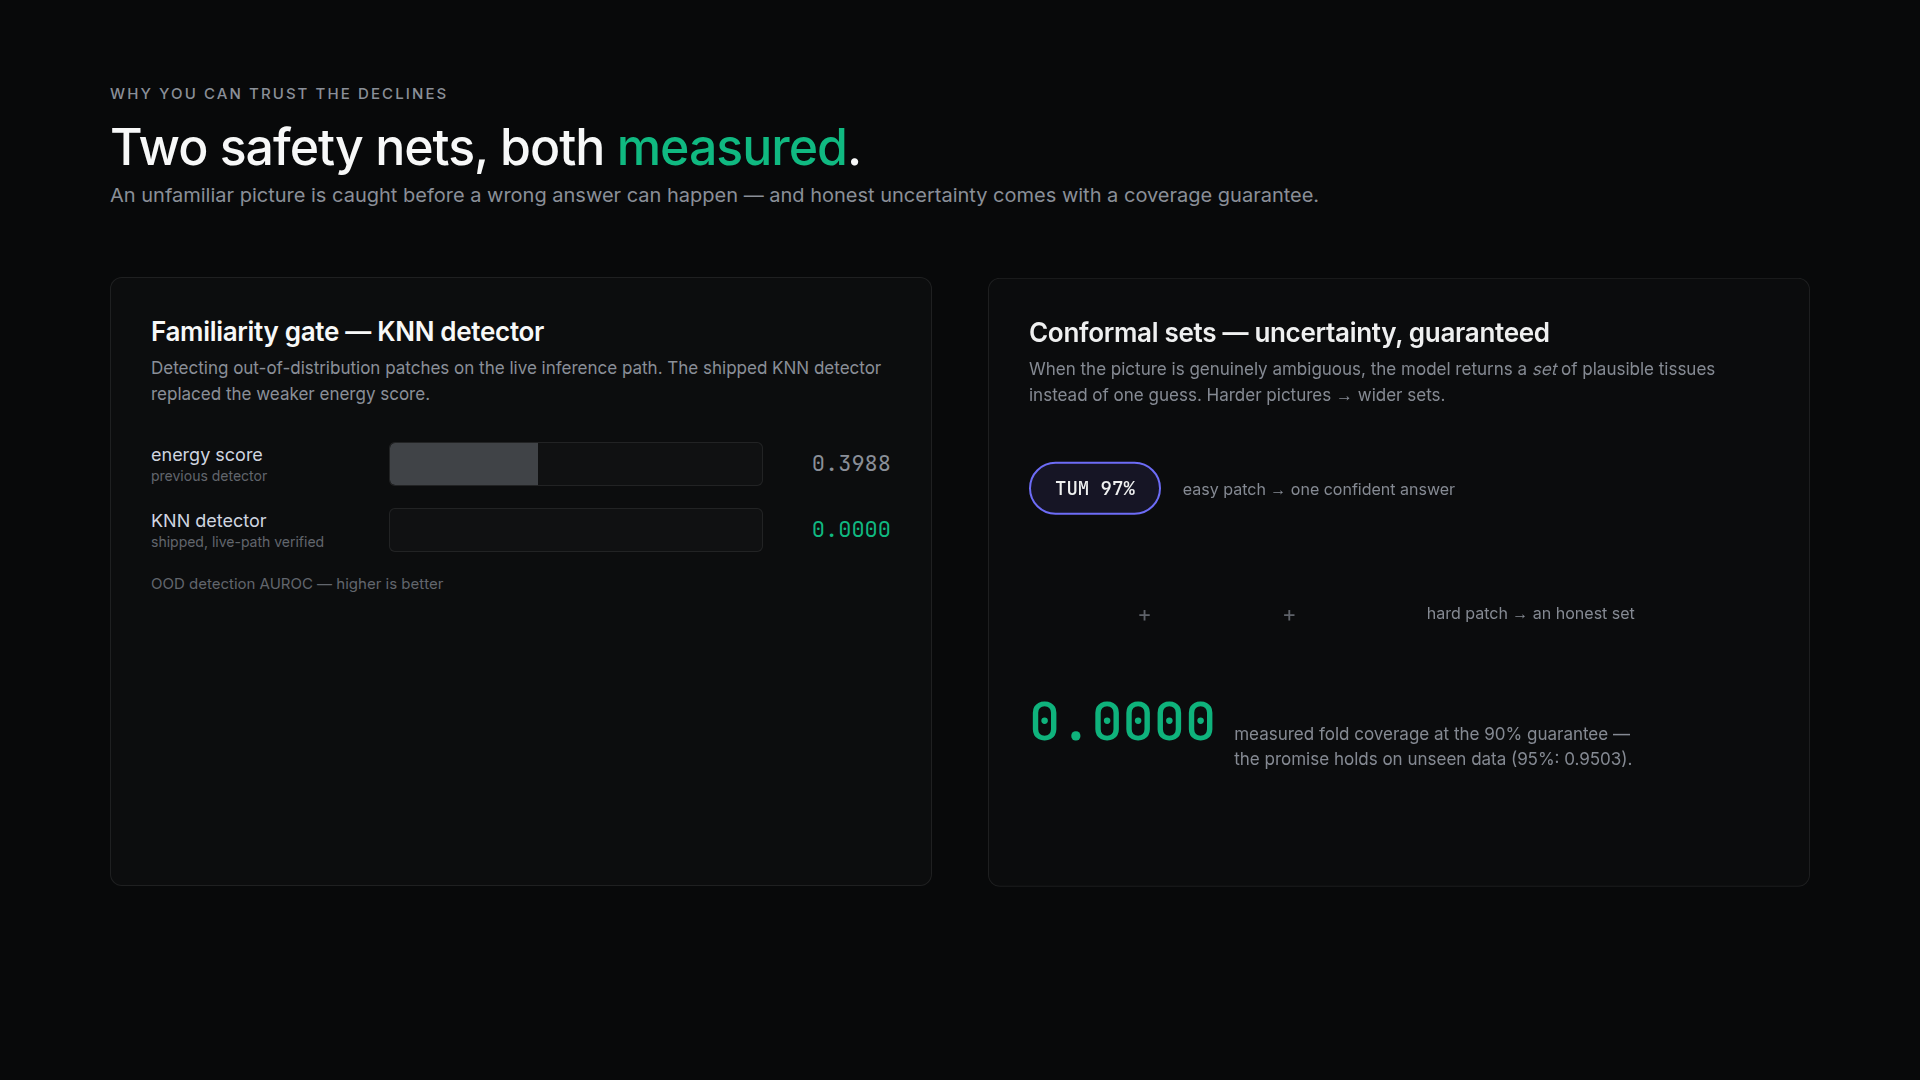 WHY YOU CAN TRUST THE DECLINES
Two safety nets, both measured.
An unfamiliar picture is caught before a wrong answer can happen — and honest uncertainty comes with a coverage guarantee.
Familiarity gate — KNN detector
Detecting out-of-distribution patches on the live inference path. The shipped KNN detector
replaced the weaker energy score.
energy score
previous detector
0.3988
KNN detector
shipped, live-path verified
0.0000
OOD detection AUROC — higher is better
Conformal sets — uncertainty, guaranteed
When the picture is genuinely ambiguous, the model returns a set of plausible tissues
instead of one guess. Harder pictures → wider sets.
TUM 97%
easy patch → one confident answer
+ + hard patch → an honest set
0.0000
measured fold coverage at the 90% guarantee —
the promise holds on unseen data (95%: 0.9503).